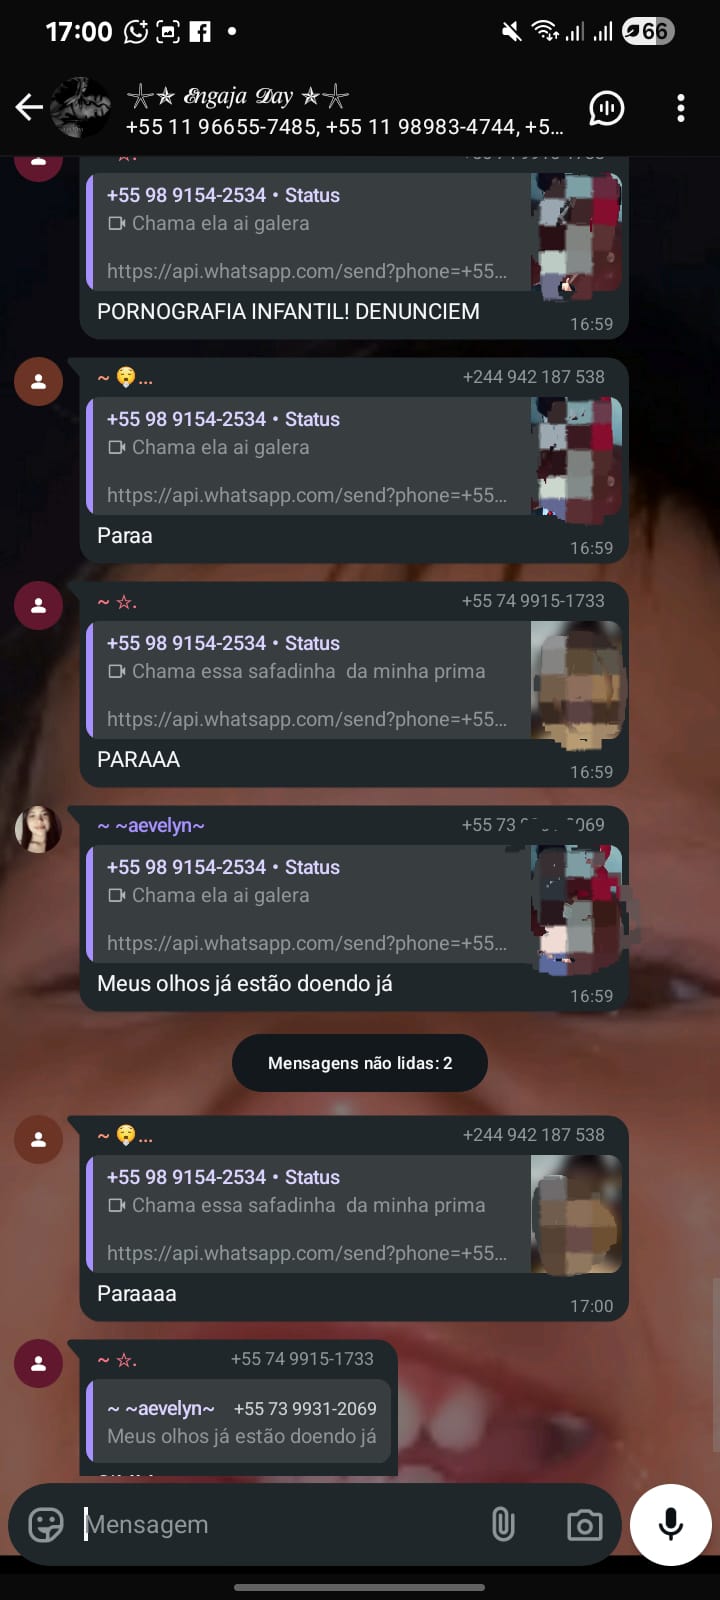 17:00
66
☆★ Engaja Day ★☆
+55 11 96655-7485, +55 11 98983-4744, +5...
☆.
+55 98 9154-2534 • Status
Chama ela ai galera
https://api.whatsapp.com/send?phone=+55...
PORNOGRAFIA INFANTIL! DENUNCIEM
16:59
~ 😮‍💨... +244 942 187 538
+55 98 9154-2534 • Status
Chama ela ai galera
https://api.whatsapp.com/send?phone=+55...
Paraa
16:59
~ ☆. +55 74 9915-1733
+55 98 9154-2534 • Status
Chama essa safadinha da minha prima
https://api.whatsapp.com/send?phone=+55...
PARAAA
16:59
~ ~aevelyn~ +55 73 2069
+55 98 9154-2534 • Status
Chama ela ai galera
https://api.whatsapp.com/send?phone=+55...
Meus olhos já estão doendo já
16:59
Mensagens não lidas: 2
~ 😮‍💨... +244 942 187 538
+55 98 9154-2534 • Status
Chama essa safadinha da minha prima
https://api.whatsapp.com/send?phone=+55...
Paraaaa
17:00
~ ☆. +55 74 9915-1733
~ ~aevelyn~ +55 73 9931-2069
Meus olhos já estão doendo já
Mensagem